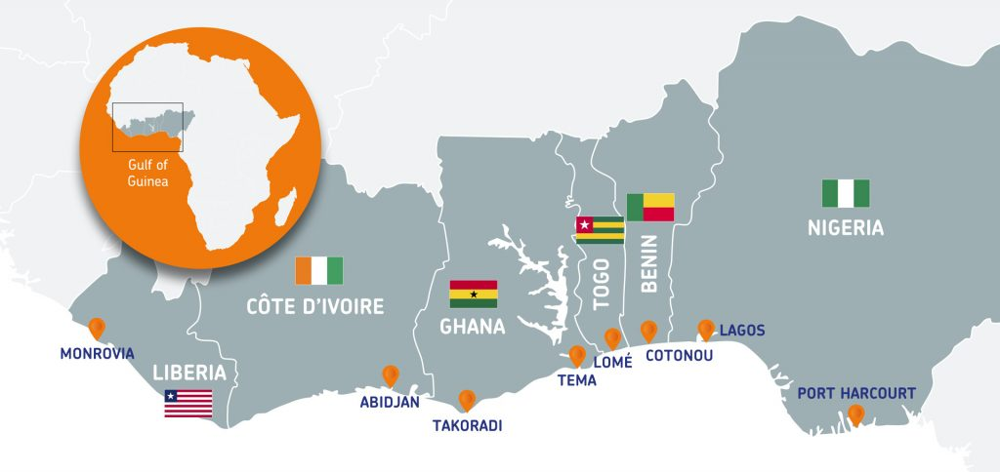 Gulf of
Guinea
NIGERIA
BENIN
TOGO
CÔTE D'IVOIRE
GHANA
LAGOS
MONROVIA
COTONOU
LOMÉ
LIBERIA
TEMA
PORT HARCOURT
ABIDJAN
TAKORADI